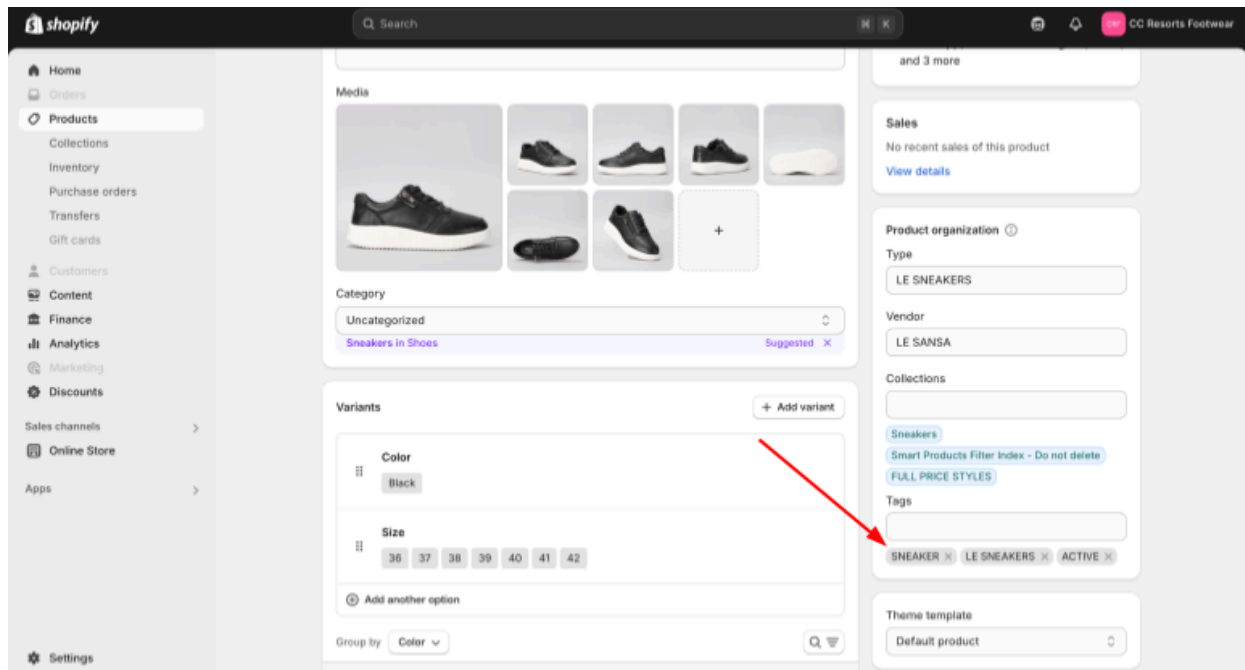 shopify
Search
⌘ K
CC Resorts Footwear
Home
Orders
Products
Collections
Inventory
Purchase orders
Transfers
Gift cards
Customers
Content
Finance
Analytics
Marketing
Discounts
Sales channels
Online Store
Apps
Settings
Media
Category
Uncategorized
Sneakers in Shoes
Suggested ×
Variants
+ Add variant
Color
Black
Size
36 37 38 39 40 41 42
Add another option
Group by Color
and 3 more
Sales
No recent sales of this product
View details
Product organization
Type
LE SNEAKERS
Vendor
LE SANSA
Collections
Sneakers
Smart Products Filter Index - Do not delete
FULL PRICE STYLES
Tags
SNEAKER × LE SNEAKERS × ACTIVE ×
Theme template
Default product